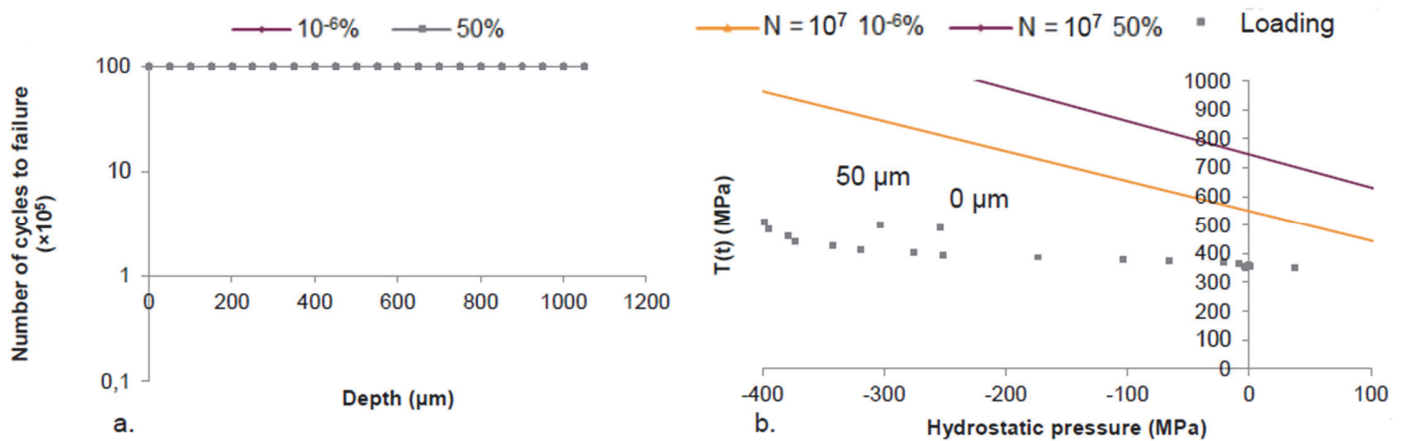 10⁻⁶% 50%
Number of cycles to failure
(×10⁵)
100
10
1
0,1
0 200 400 600 800 1000 1200
Depth (µm)
a.
N = 10⁷ 10⁻⁶% N = 10⁷ 50% Loading
T(t) (MPa)
1000
900
800
700
600
500
400
300
200
100
0
50 µm
0 µm
-400 -300 -200 -100 0 100
Hydrostatic pressure (MPa)
b.